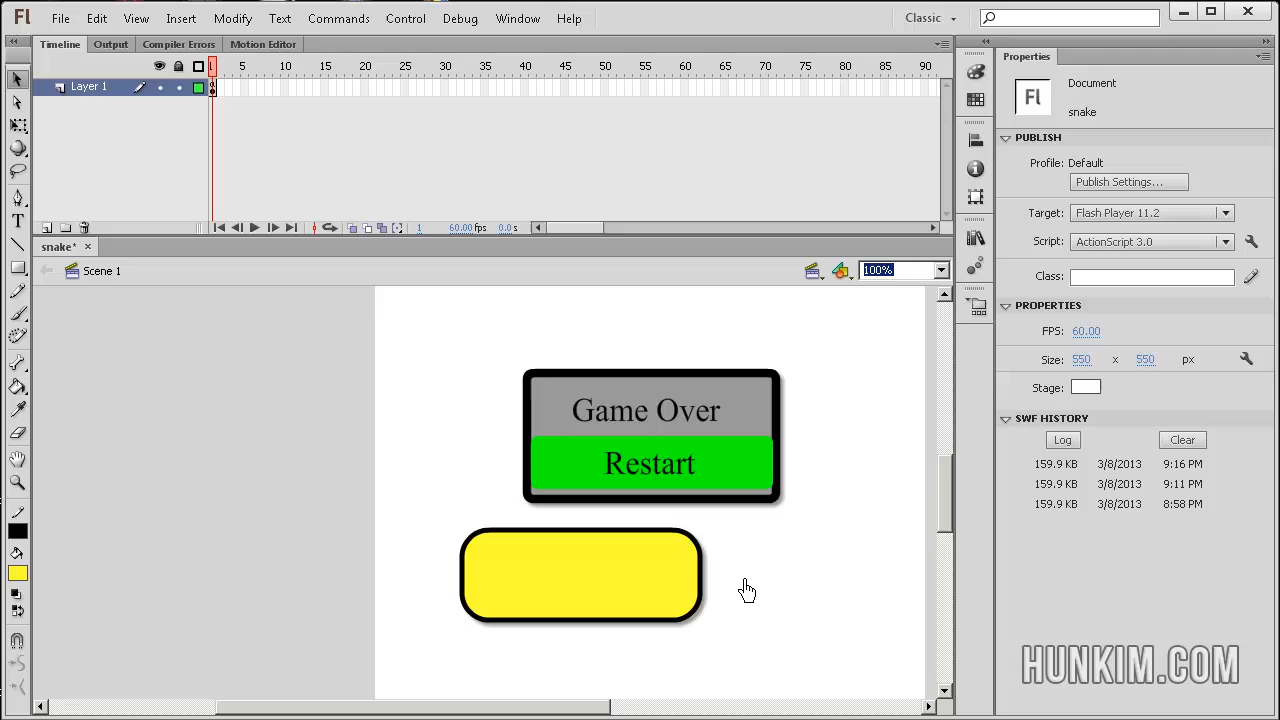 Fl File Edit View Insert Modify Text Commands Control Debug Window Help Classic
Timeline Output Compiler Errors Motion Editor
Properties
1 5 10 15 20 25 30 35 40 45 50 55 60 65 70 75 80 85 90
Layer 1
Fl
Document
snake
PUBLISH
Profile: Default
Publish Settings...
Target: Flash Player 11.2
1 60.00 fps 0.0 s
Script: ActionScript 3.0
snake*
Scene 1
100%
Class:
PROPERTIES
FPS: 60.00
Size: 550 x 550 px
Stage:
SWF HISTORY
Log Clear
159.9 KB 3/8/2013 9:16 PM
159.9 KB 3/8/2013 9:11 PM
159.9 KB 3/8/2013 8:58 PM
Game Over
Restart
HUNKIM.COM